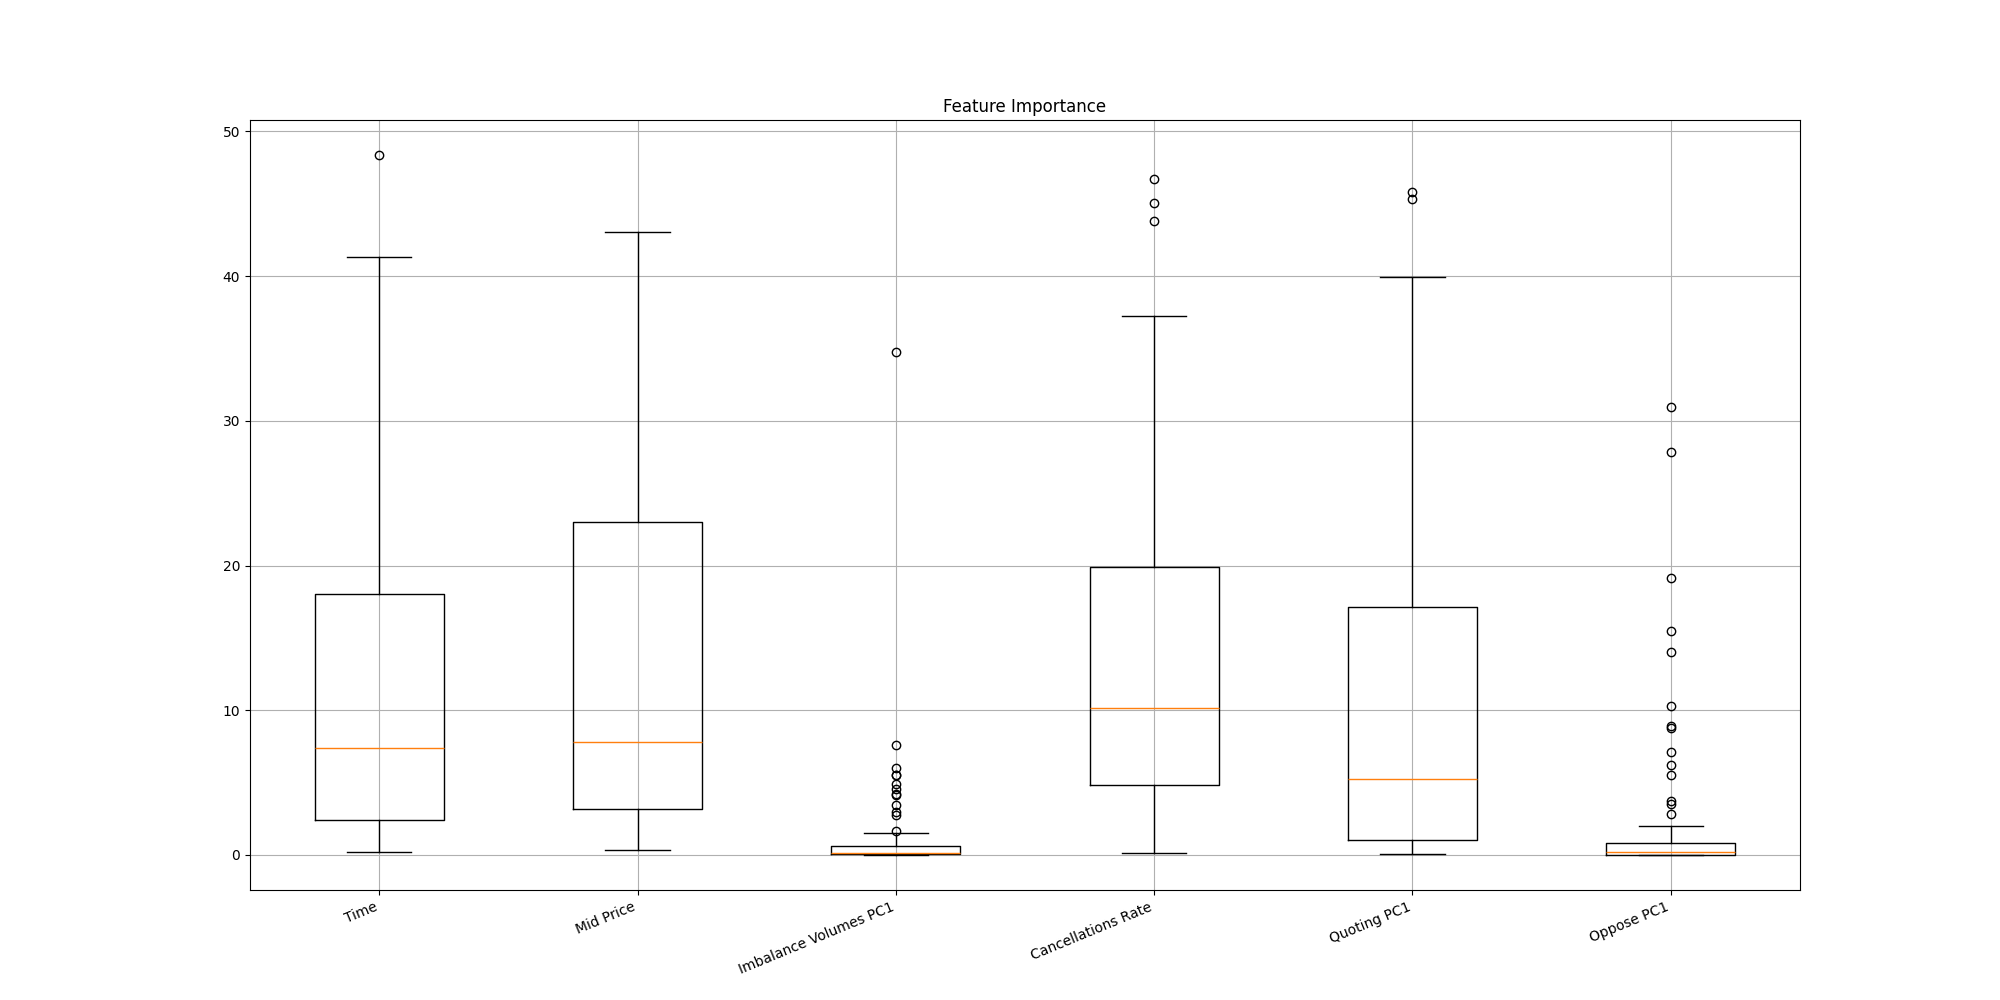 Feature Importance
50
40
30
20
10
0
Time
Mid Price
Imbalance Volumes PC1
Cancellations Rate
Quoting PC1
Oppose PC1